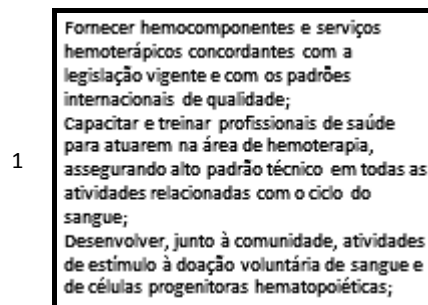 Fornecer hemocomponentes e serviços
hemoterápicos concordantes com a
legislação vigente e com os padrões
internacionais de qualidade;
Capacitar e treinar profissionais de saúde
para atuarem na área de hemoterapia,
1
assegurando alto padrão técnico em todas as
atividades relacionadas com o ciclo do
sangue;
Desenvolver, junto à comunidade, atividades
de estímulo à doação voluntária de sangue e
de células progenitoras hematopoiéticas;